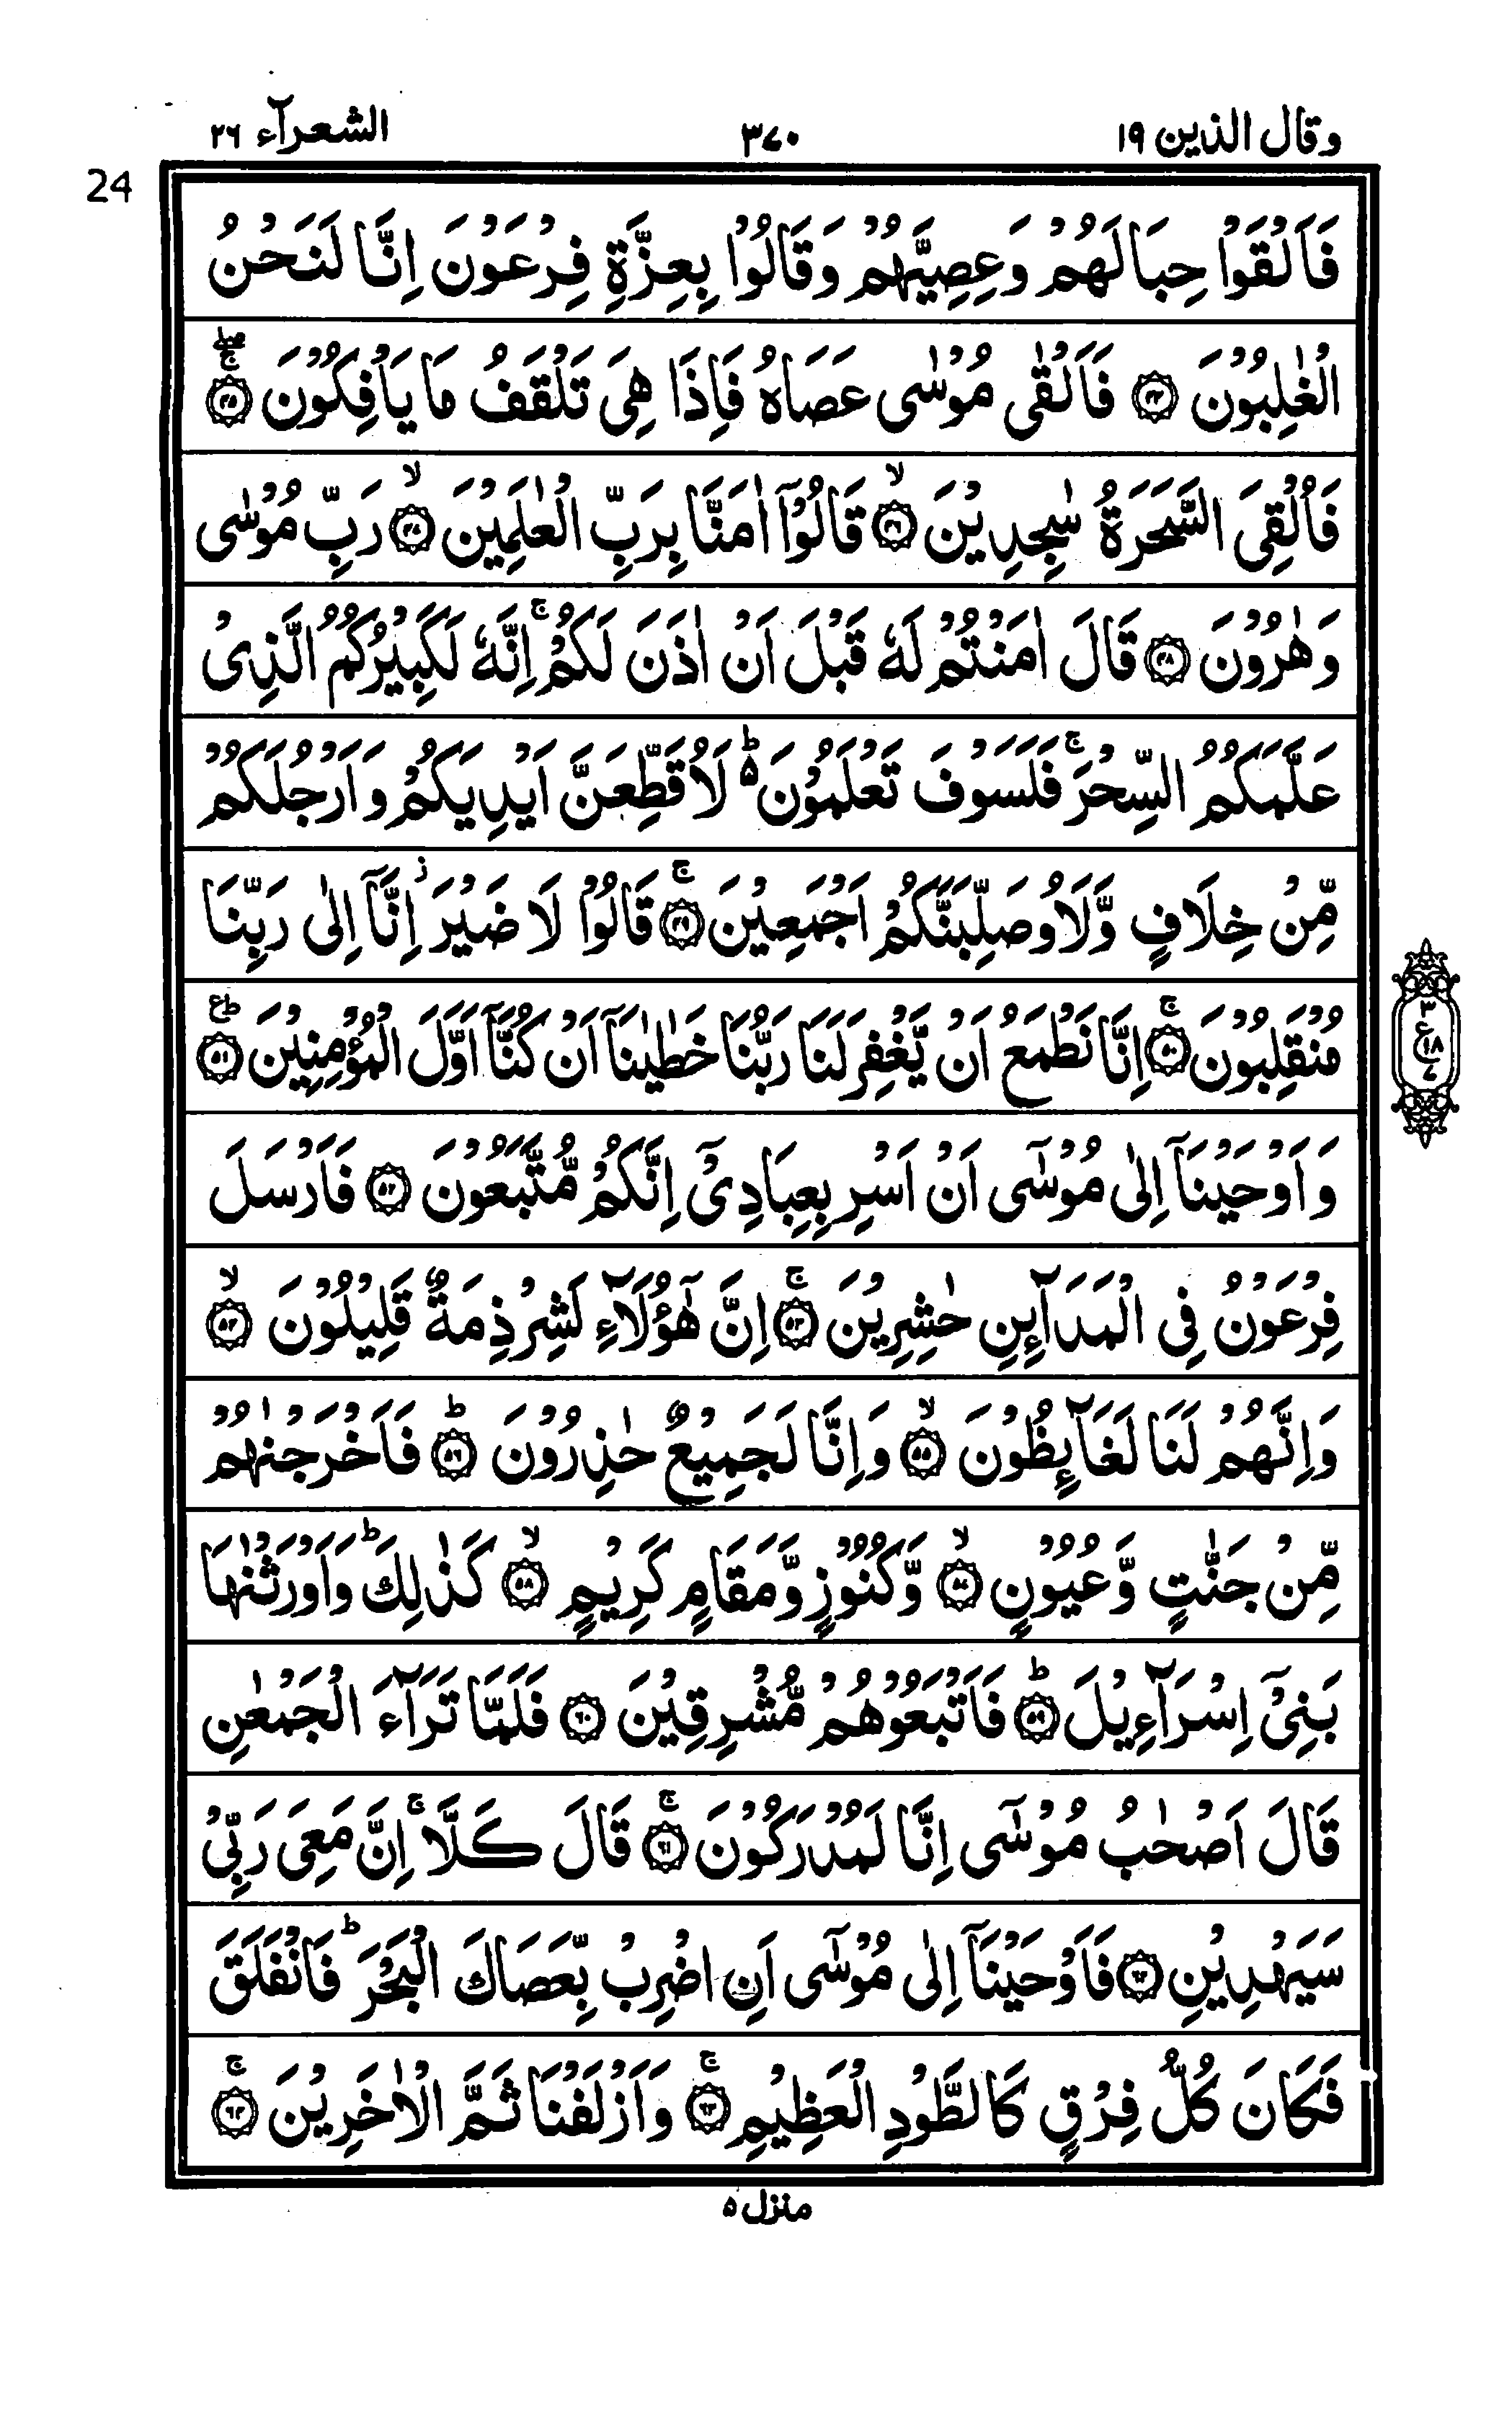 وقال الذين ١٩
٣٧٠
الشعرآء ٢٦
24
فَاَلْقَوْا حِبَالَهُمْ وَعِصِيَّهُمْ وَقَالُوْا بِعِزَّةِ فِرْعَوْنَ اِنَّا لَنَحْنُ
الْغٰلِبُوْنَ ﴿٤٤﴾ فَاَلْقٰى مُوْسٰى عَصَاهُ فَاِذَا هِيَ تَلْقَفُ مَا يَاْفِكُوْنَ ﴿٤٥﴾ۚۖ
فَاُلْقِيَ السَّحَرَةُ سٰجِدِيْنَ ﴿٤٦﴾ۙ قَالُوْٓا اٰمَنَّا بِرَبِّ الْعٰلَمِيْنَ ﴿٤٧﴾ۙ رَبِّ مُوْسٰى
وَهٰرُوْنَ ﴿٤٨﴾ قَالَ اٰمَنْتُمْ لَهٗ قَبْلَ اَنْ اٰذَنَ لَكُمْ ۚ اِنَّهٗ لَكَبِيْرُكُمُ الَّذِيْ
عَلَّمَكُمُ السِّحْرَ ۚ فَلَسَوْفَ تَعْلَمُوْنَ ؕ۵ لَاُقَطِّعَنَّ اَيْدِيَكُمْ وَاَرْجُلَكُمْ
مِّنْ خِلَافٍ وَّلَاُوصَلِّبَنَّكُمْ اَجْمَعِيْنَ ﴿٤٩﴾ۚ قَالُوْا لَا ضَيْرَ ؗ اِنَّآ اِلٰى رَبِّنَا
مُنْقَلِبُوْنَ ﴿٥٠﴾ۚ اِنَّا نَطْمَعُ اَنْ يَّغْفِرَ لَنَا رَبُّنَا خَطٰيٰنَآ اَنْ كُنَّآ اَوَّلَ الْمُؤْمِنِيْنَ ﴿٥١﴾ؕ ع
وَاَوْحَيْنَآ اِلٰى مُوْسٰٓى اَنْ اَسْرِ بِعِبَادِيْٓ اِنَّكُمْ مُّتَّبَعُوْنَ ﴿٥٢﴾ فَاَرْسَلَ
فِرْعَوْنُ فِي الْمَدَآئِنِ حٰشِرِيْنَ ﴿٥٣﴾ۚ اِنَّ هٰٓؤُلَآءِ لَشِرْذِمَةٌ قَلِيْلُوْنَ ﴿٥٤﴾ۙ
وَاِنَّهُمْ لَنَا لَغَآئِظُوْنَ ﴿٥٥﴾ۙ وَاِنَّا لَجَمِيْعٌ حٰذِرُوْنَ ﴿٥٦﴾ؕ فَاَخْرَجْنٰهُمْ
مِّنْ جَنّٰتٍ وَّعُيُوْنٍ ﴿٥٧﴾ۙ وَّكُنُوْزٍ وَّمَقَامٍ كَرِيْمٍ ﴿٥٨﴾ۙ كَذٰلِكَ ؕ وَاَوْرَثْنٰهَا
بَنِيْٓ اِسْرَآءِيْلَ ﴿٥٩﴾ؕ فَاَتْبَعُوْهُمْ مُّشْرِقِيْنَ ﴿٦٠﴾ فَلَمَّا تَرَآءَ الْجَمْعٰنِ
قَالَ اَصْحٰبُ مُوْسٰٓى اِنَّا لَمُدْرَكُوْنَ ﴿٦١﴾ۚ قَالَ كَلَّا ۚ اِنَّ مَعِيَ رَبِّيْ
سَيَهْدِيْنِ ﴿٦٢﴾ فَاَوْحَيْنَآ اِلٰى مُوْسٰٓى اَنِ اضْرِبْ بِّعَصَاكَ الْبَحْرَ ؕ فَانْفَلَقَ
فَكَانَ كُلُّ فِرْقٍ كَالطَّوْدِ الْعَظِيْمِ ﴿٦٣﴾ۚ وَاَزْلَفْنَا ثَمَّ الْاٰخَرِيْنَ ﴿٦٤﴾ۚ
٣
ع
١٨
٧
منزل ۵